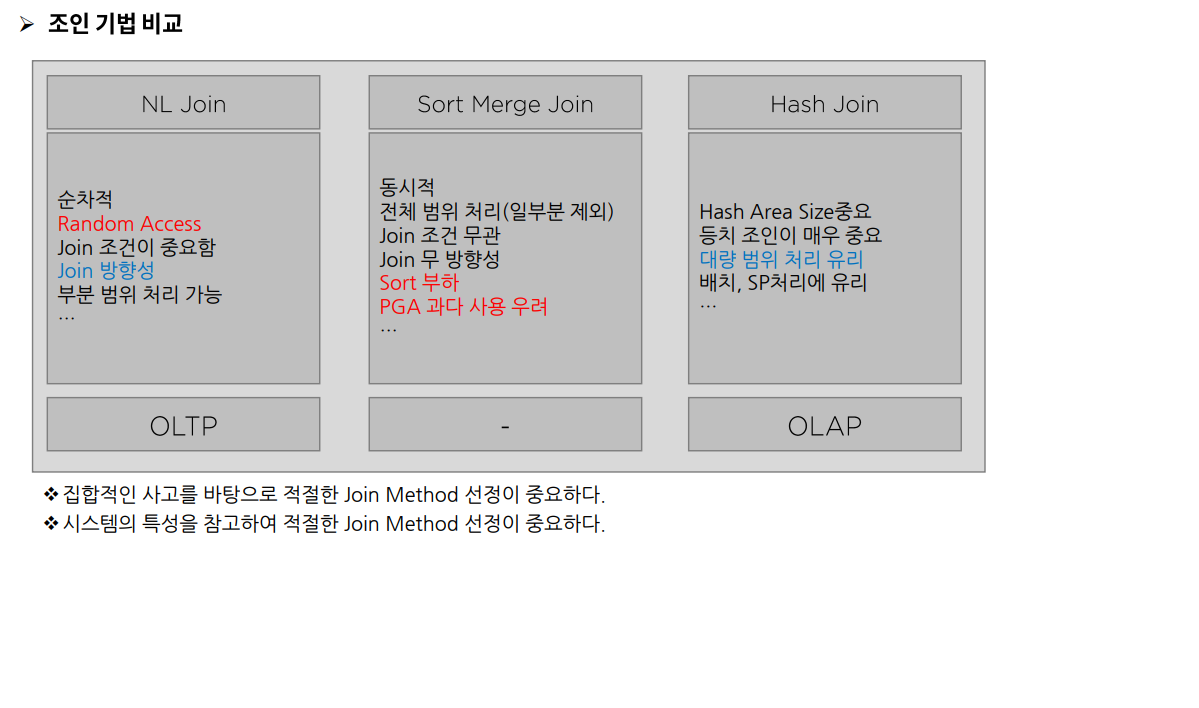 ➢ 조인 기법 비교
NL Join
순차적
Random Access
Join 조건이 중요함
Join 방향성
부분 범위 처리 가능
…
OLTP
Sort Merge Join
동시적
전체 범위 처리(일부분 제외)
Join 조건 무관
Join 무 방향성
Sort 부하
PGA 과다 사용 우려
…
-
Hash Join
Hash Area Size중요
등치 조인이 매우 중요
대량 범위 처리 유리
배치, SP처리에 유리
…
OLAP
❖집합적인 사고를 바탕으로 적절한 Join Method 선정이 중요하다.
❖시스템의 특성을 참고하여 적절한 Join Method 선정이 중요하다.